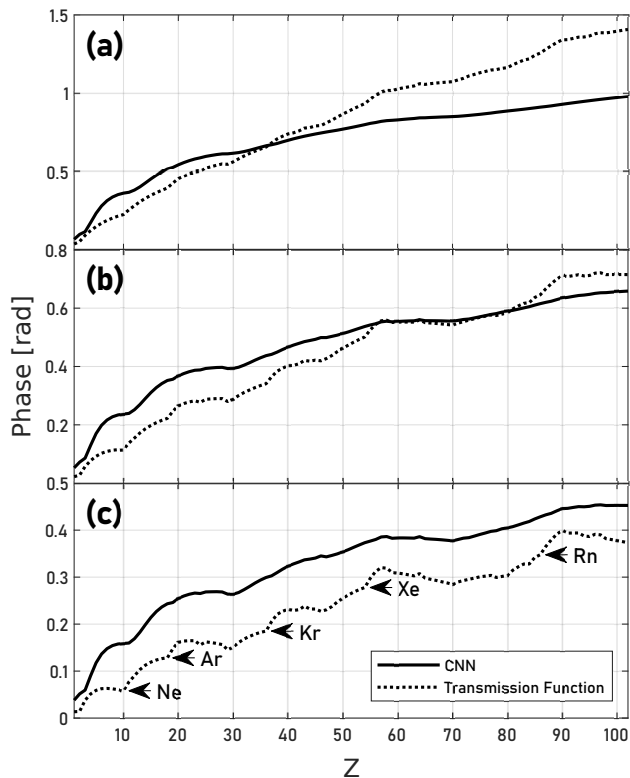 1.5
(a)
1
0.5
0.8
(b)
0.6
0.4
0.2
Phase [rad]
0.5
(c)
0.4
0.3
0.2
0.1
0
Rn
Xe
Kr
Ar
Ne
CNN
Transmission Function
10 20 30 40 50 60 70 80 90 100
Z